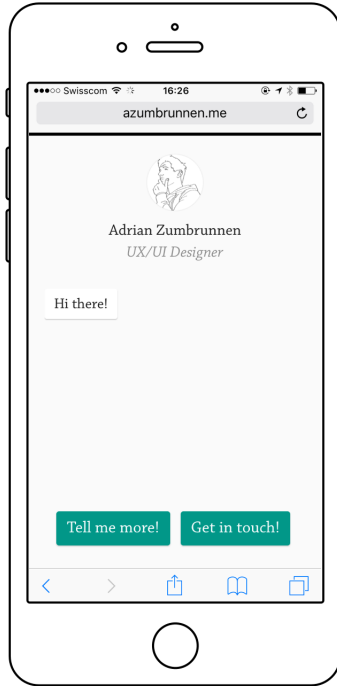 Swisscom 16:26
azumbrunnen.me
Adrian Zumbrunnen
UX/UI Designer
Hi there!
Tell me more! Get in touch!